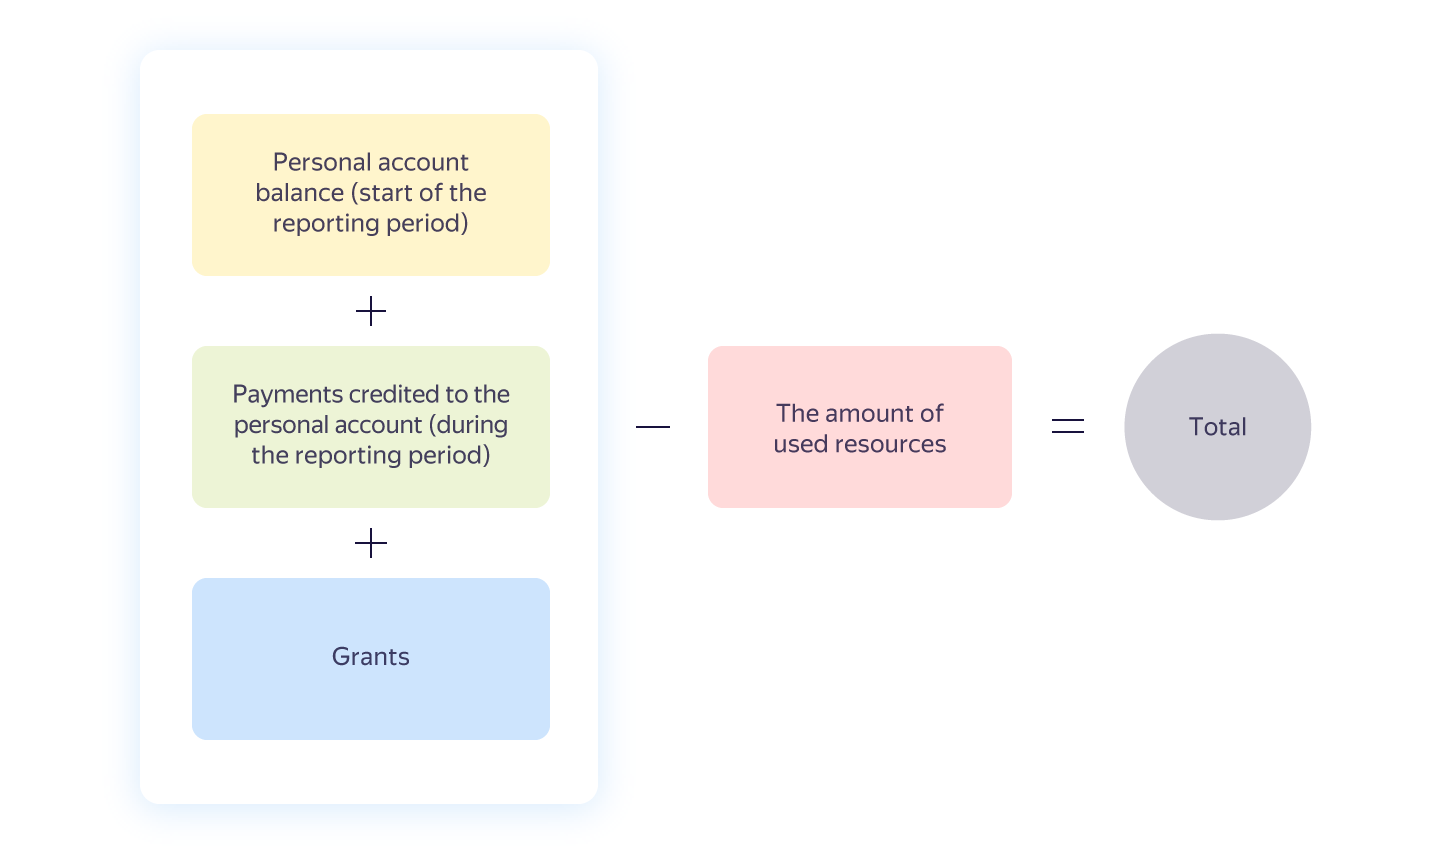 Personal account
balance (start of the
reporting period)
+
Payments credited to the
personal account (during
the reporting period)
+
Grants
—
The amount of
used resources
=
Total